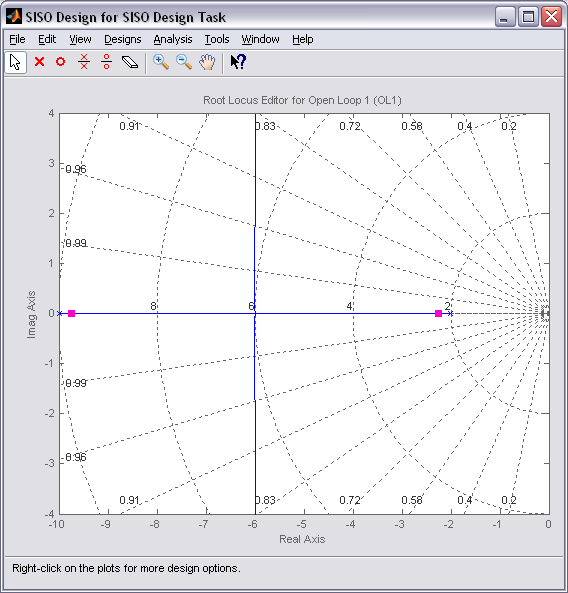 SISO Design for SISO Design Task
File Edit View Designs Analysis Tools Window Help
Root Locus Editor for Open Loop 1 (OL1)
4
3
2
1
0
-1
-2
-3
-4
Imag Axis
0.91 0.83 0.72 0.58 0.4 0.2
0.96
0.99
8 6 4 2
0.99
0.96
0.91 0.83 0.72 0.58 0.4 0.2
-10 -9 -8 -7 -6 -5 -4 -3 -2 -1 0
Real Axis
Right-click on the plots for more design options.